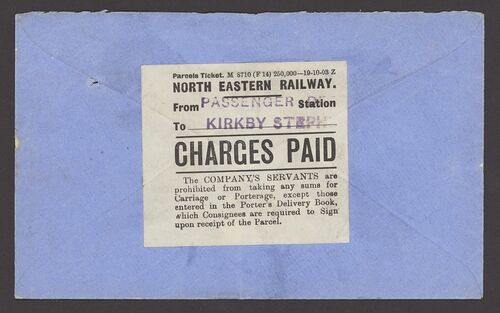 Parcels Ticket. M 8710 (F 14) 250,000—19-10-03 Z
NORTH EASTERN RAILWAY.
From PASSENGER DE Station
To KIRKBY STEPH
CHARGES PAID
The COMPANY'S SERVANTS are
prohibited from taking any sums for
Carriage or Porterage, except those
entered in the Porter's Delivery Book,
which Consignees are required to Sign
upon receipt of the Parcel.